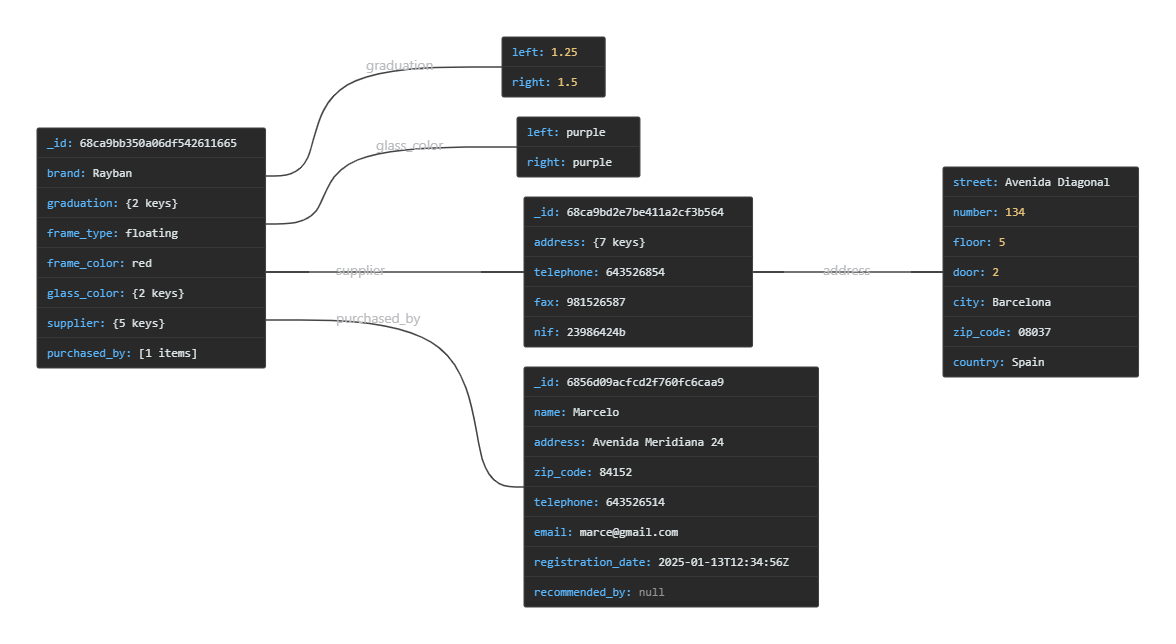 _id: 68ca9bb350a06df542611665
brand: Rayban
graduation: {2 keys}
frame_type: floating
frame_color: red
glass_color: {2 keys}
supplier: {5 keys}
purchased_by: [1 items]
graduation
left: 1.25
right: 1.5
glass_color
left: purple
right: purple
supplier
_id: 68ca9bd2e7be411a2cf3b564
address: {7 keys}
telephone: 643526854
fax: 981526587
nif: 23986424b
address
street: Avenida Diagonal
number: 134
floor: 5
door: 2
city: Barcelona
zip_code: 08037
country: Spain
purchased_by
_id: 6856d09acfcd2f760fc6caa9
name: Marcelo
address: Avenida Meridiana 24
zip_code: 84152
telephone: 643526514
email: marce@gmail.com
registration_date: 2025-01-13T12:34:56Z
recommended_by: null